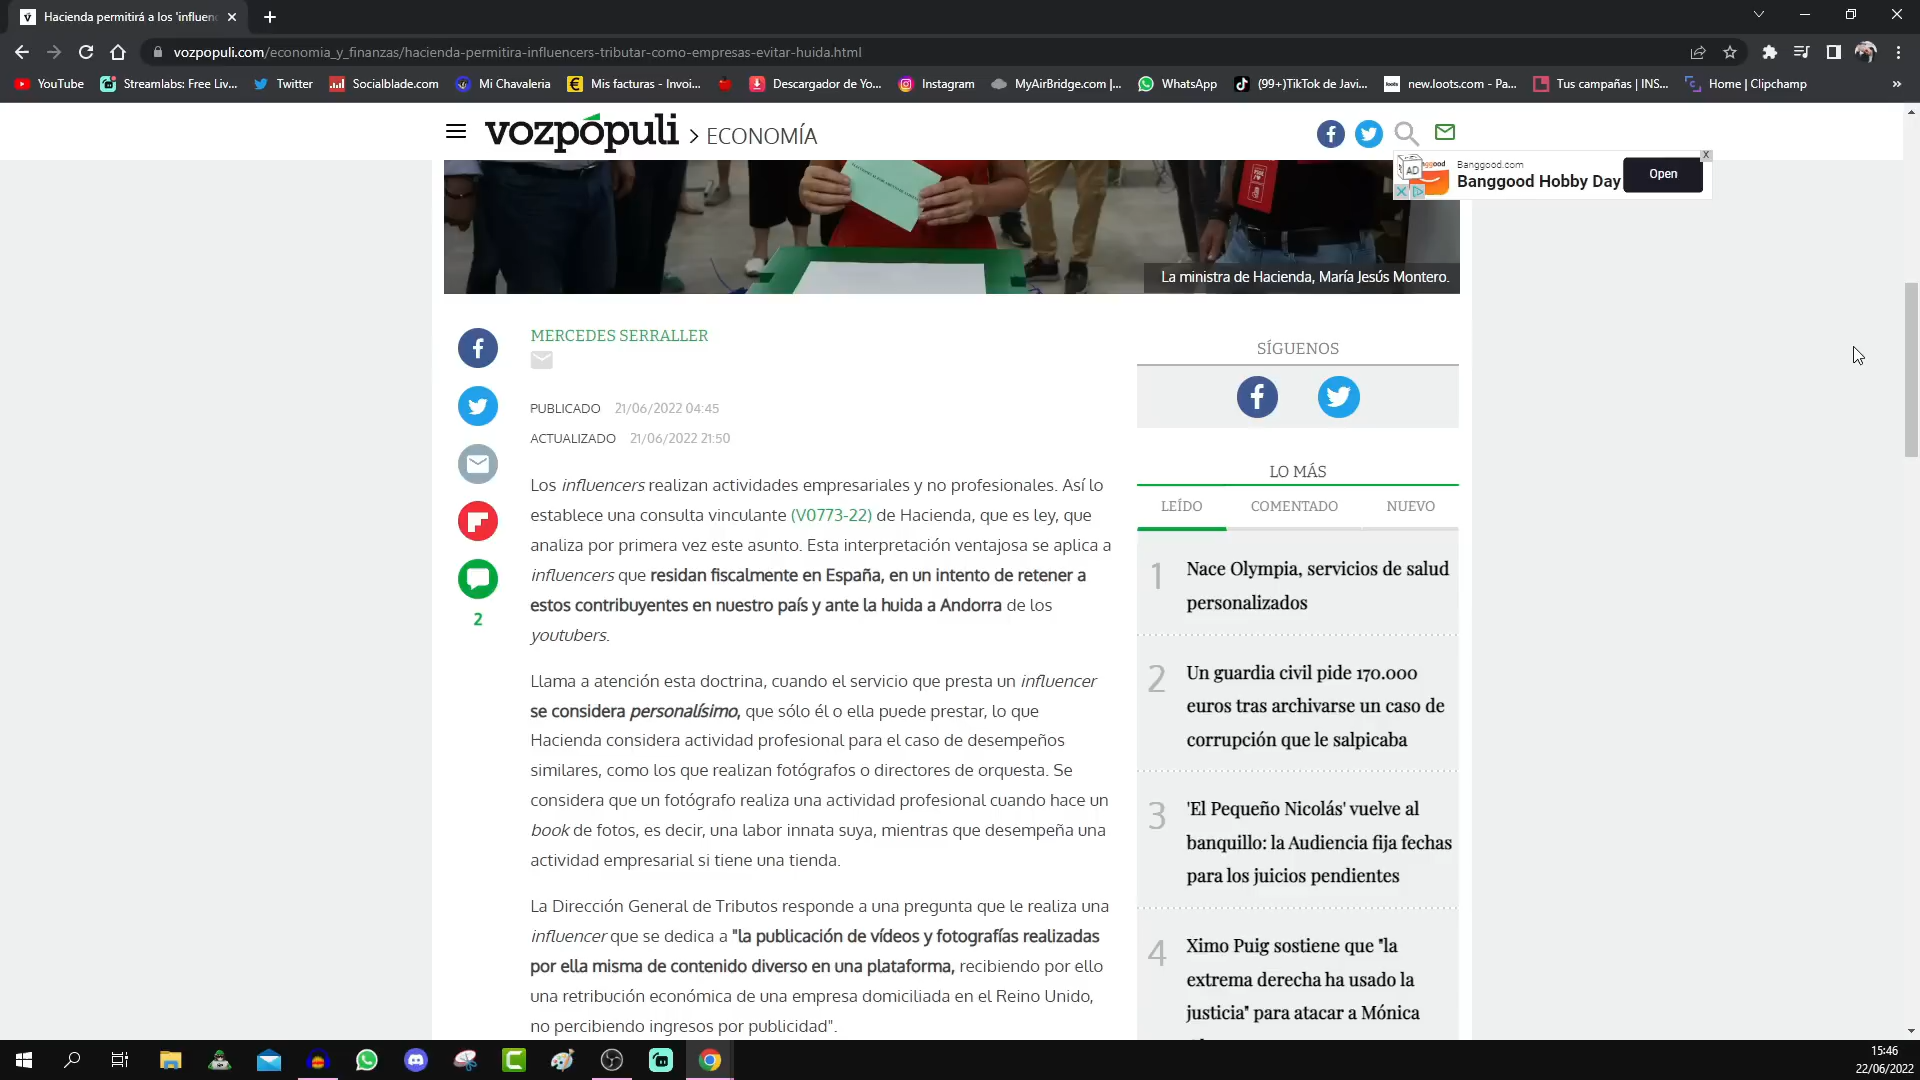 Hacienda permitirá a los 'influen
vozpopuli.com/economia_y_finanzas/hacienda-permitira-influencers-tributar-como-empresas-evitar-huida.html
YouTube
Streamlabs: Free Liv...
Twitter
Socialblade.com
Mi Chavaleria
Mis facturas - Invoi...
Descargador de Yo...
Instagram
MyAirBridge.com |...
WhatsApp
(99+)TikTok de Javi...
new.loots.com - Pa...
Tus campañas | INS...
Home | Clipchamp
»
vozpópuli > ECONOMÍA
AD
Banggood.com
Banggood Hobby Day
Open
X
La ministra de Hacienda, María Jesús Montero.
MERCEDES SERRALLER
PUBLICADO 21/06/2022 04:45
ACTUALIZADO 21/06/2022 21:50
Los influencers realizan actividades empresariales y no profesionales. Así lo
establece una consulta vinculante (V0773-22) de Hacienda, que es ley, que
analiza por primera vez este asunto. Esta interpretación ventajosa se aplica a
influencers que residan fiscalmente en España, en un intento de retener a
estos contribuyentes en nuestro país y ante la huida a Andorra de los
youtubers.
Llama a atención esta doctrina, cuando el servicio que presta un influencer
se considera personalísimo, que sólo él o ella puede prestar, lo que
Hacienda considera actividad profesional para el caso de desempeños
similares, como los que realizan fotógrafos o directores de orquesta. Se
considera que un fotógrafo realiza una actividad profesional cuando hace un
book de fotos, es decir, una labor innata suya, mientras que desempeña una
actividad empresarial si tiene una tienda.
La Dirección General de Tributos responde a una pregunta que le realiza una
influencer que se dedica a "la publicación de vídeos y fotografías realizadas
por ella misma de contenido diverso en una plataforma, recibiendo por ello
una retribución económica de una empresa domiciliada en el Reino Unido,
no percibiendo ingresos por publicidad".
2
SÍGUENOS
LO MÁS
LEÍDO COMENTADO NUEVO
1 Nace Olympia, servicios de salud
personalizados
2 Un guardia civil pide 170.000
euros tras archivarse un caso de
corrupción que le salpicaba
3 'El Pequeño Nicolás' vuelve al
banquillo: la Audiencia fija fechas
para los juicios pendientes
4 Ximo Puig sostiene que "la
extrema derecha ha usado la
justicia" para atacar a Mónica
15:46
22/06/2022